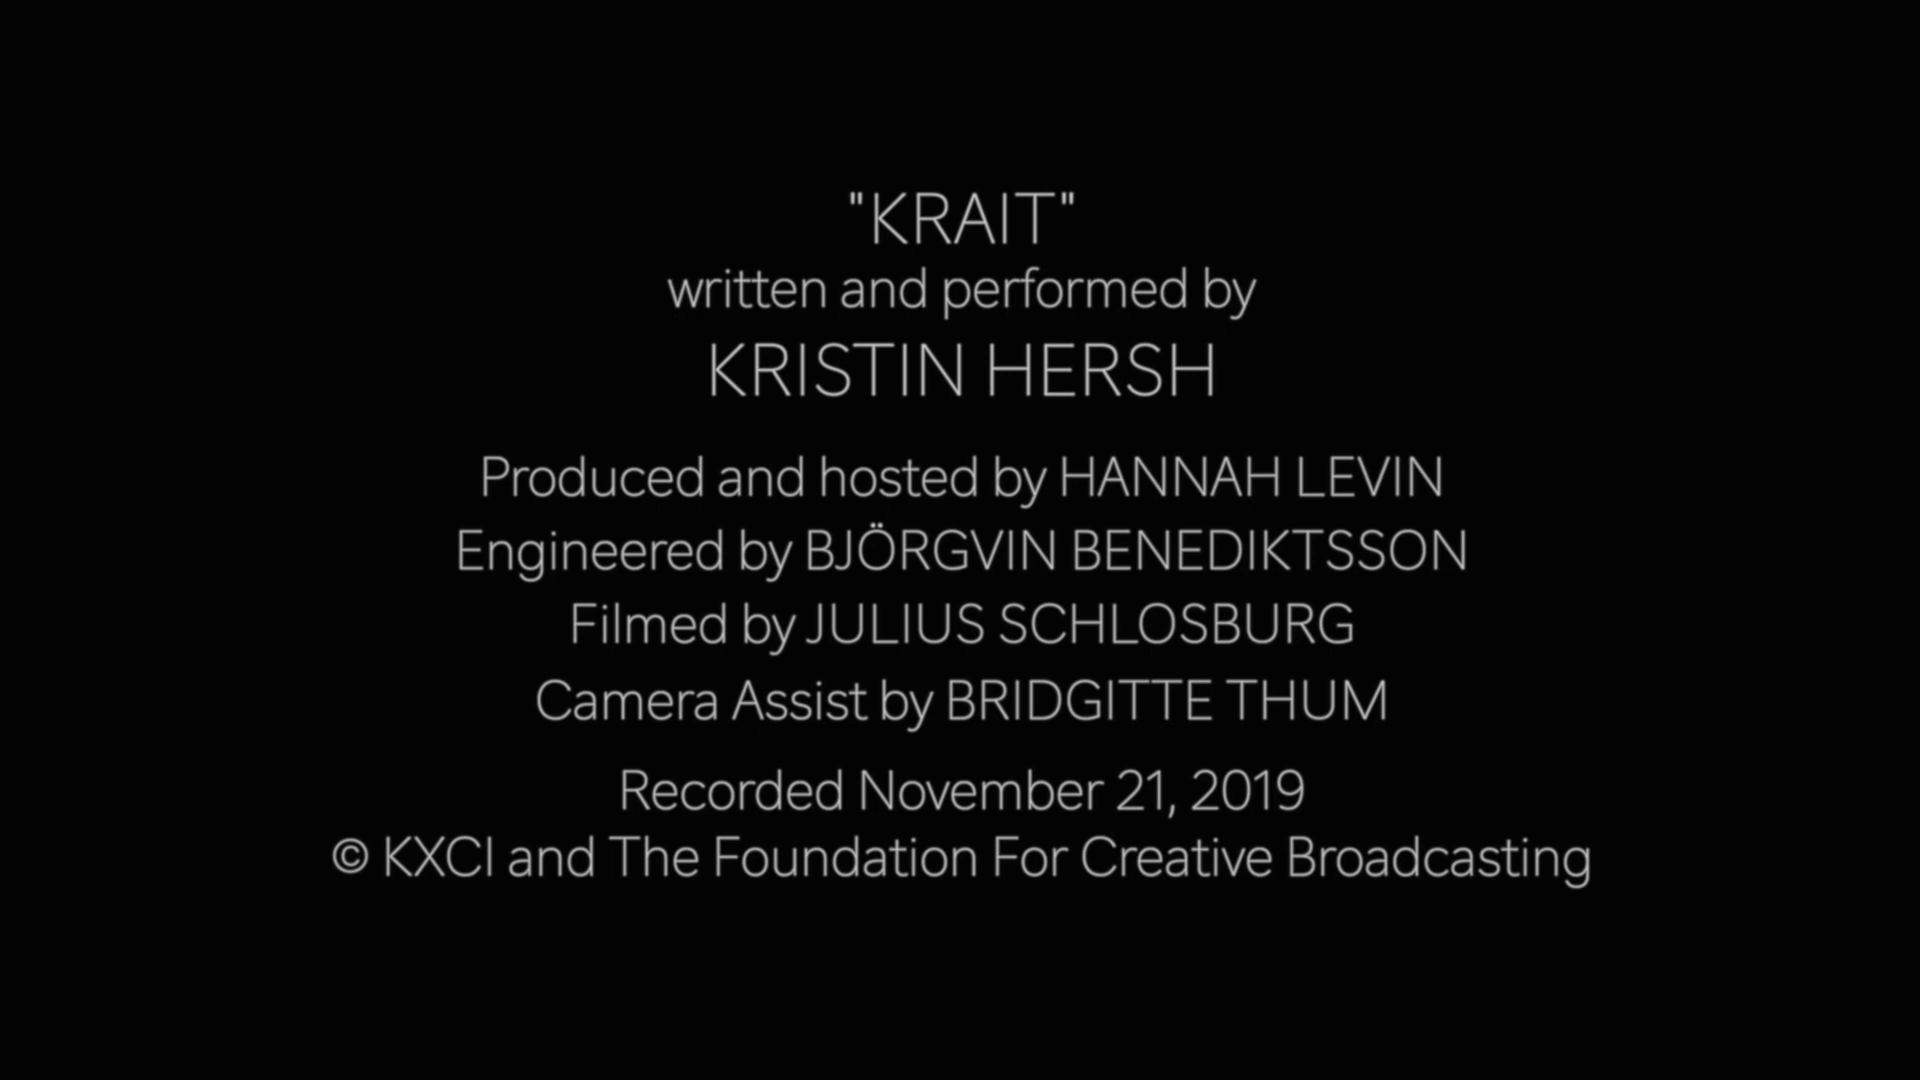 "KRAIT"
written and performed by
KRISTIN HERSH
Produced and hosted by HANNAH LEVIN
Engineered by BJÖRGVIN BENEDIKTSSON
Filmed by JULIUS SCHLOSBURG
Camera Assist by BRIDGITTE THUM
Recorded November 21, 2019
© KXCI and The Foundation For Creative Broadcasting